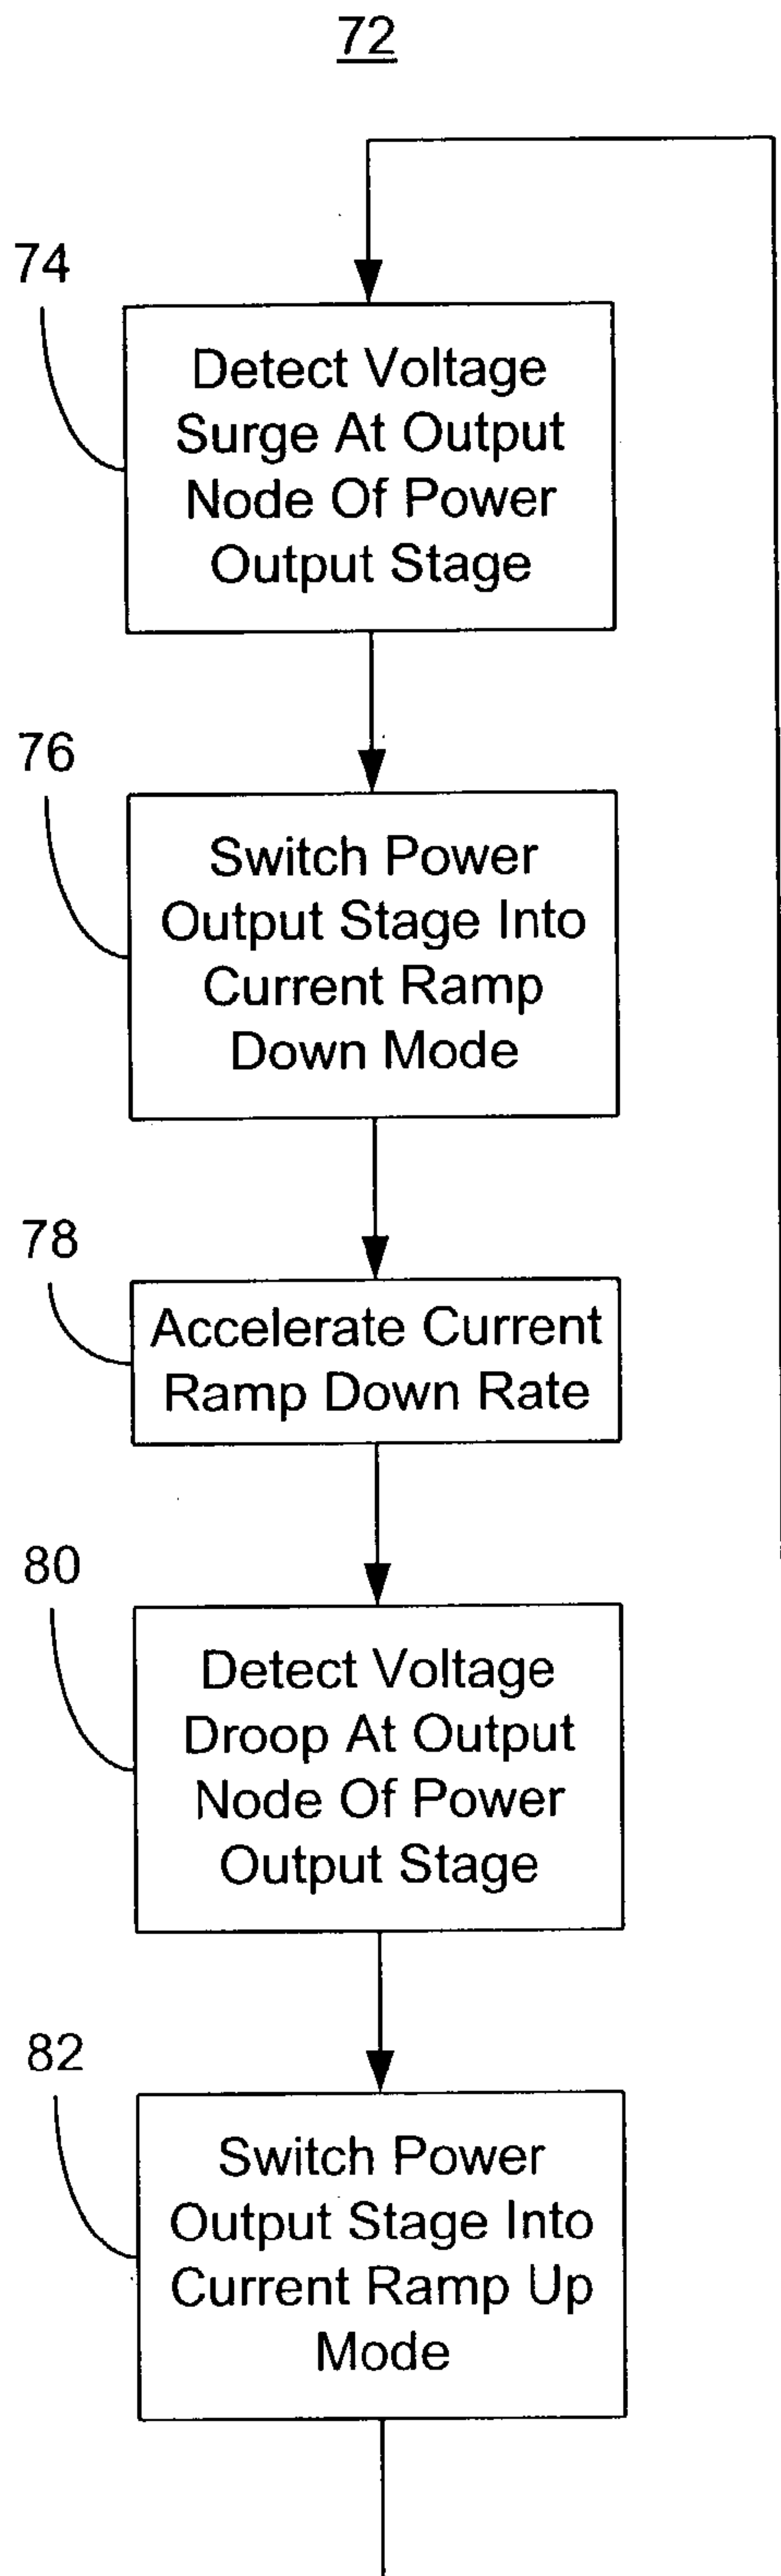 72
74
Detect Voltage
Surge At Output
Node Of Power
Output Stage
76
Switch Power
Output Stage Into
Current Ramp
Down Mode
78
Accelerate Current
Ramp Down Rate
80
Detect Voltage
Droop At Output
Node Of Power
Output Stage
82
Switch Power
Output Stage Into
Current Ramp Up
Mode